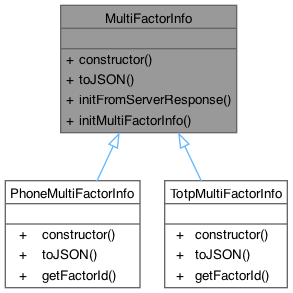 MultiFactorInfo
+ constructor()
+ toJSON()
+ initFromServerResponse()
+ initMultiFactorInfo()
PhoneMultiFactorInfo
+ constructor()
+ toJSON()
+ getFactorId()
TotpMultiFactorInfo
+ constructor()
+ toJSON()
+ getFactorId()